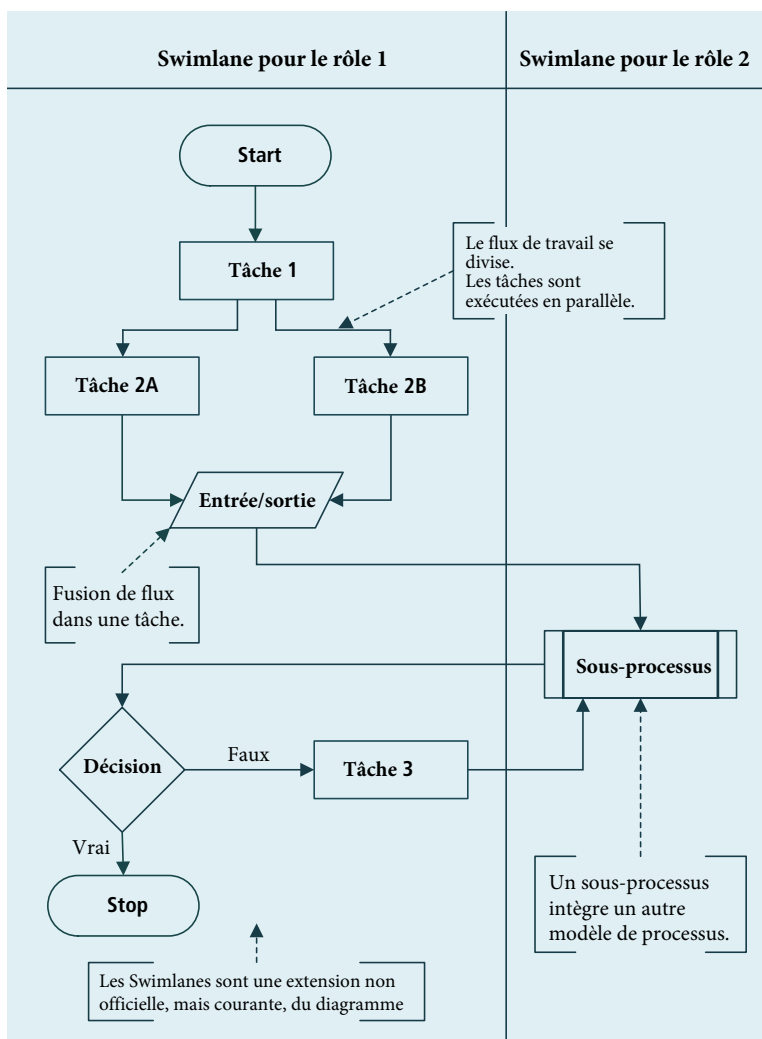 Swimlane pour le rôle 1
Swimlane pour le rôle 2
Start
Tâche 1
Le flux de travail se
divise.
Les tâches sont
exécutées en parallèle.
Tâche 2A
Tâche 2B
Entrée/sortie
Fusion de flux
dans une tâche.
Sous-processus
Décision
Faux
Tâche 3
Vrai
Stop
Un sous-processus
intègre un autre
modèle de processus.
Les Swimlanes sont une extension non
officielle, mais courante, du diagramme